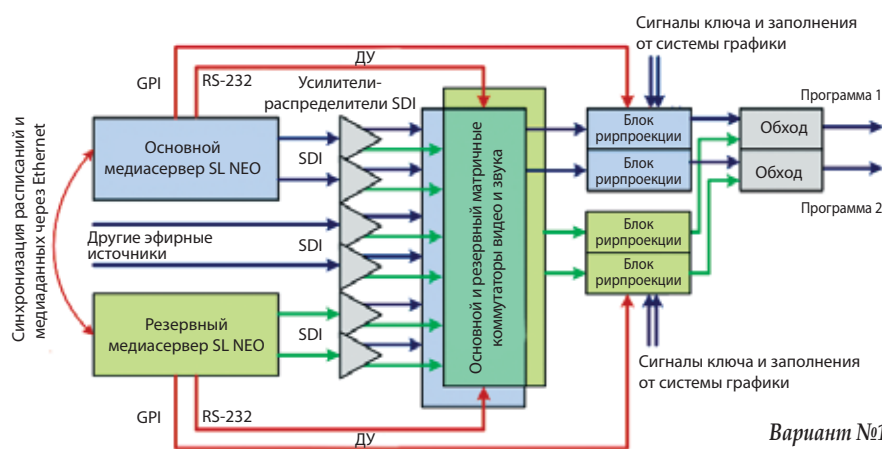 Сигналы ключа и заполнения
от системы графики
ДУ
GPI
RS-232
Усилители-
распределители SDI
Синхронизация расписаний и
медиаданных через Ethernet
Основной
медиасервер SL NEO
SDI
Другие эфирные
источники
SDI
Резервный
медиасервер SL NEO
SDI
Основной и резервный матричные
коммутаторы видео и звука
Блок
рирпроекции
Блок
рирпроекции
Блок
рирпроекции
Блок
рирпроекции
Обход
Обход
Программа 1
Программа 2
Сигналы ключа и заполнения
от системы графики
GPI
RS-232
ДУ
Вариант №1